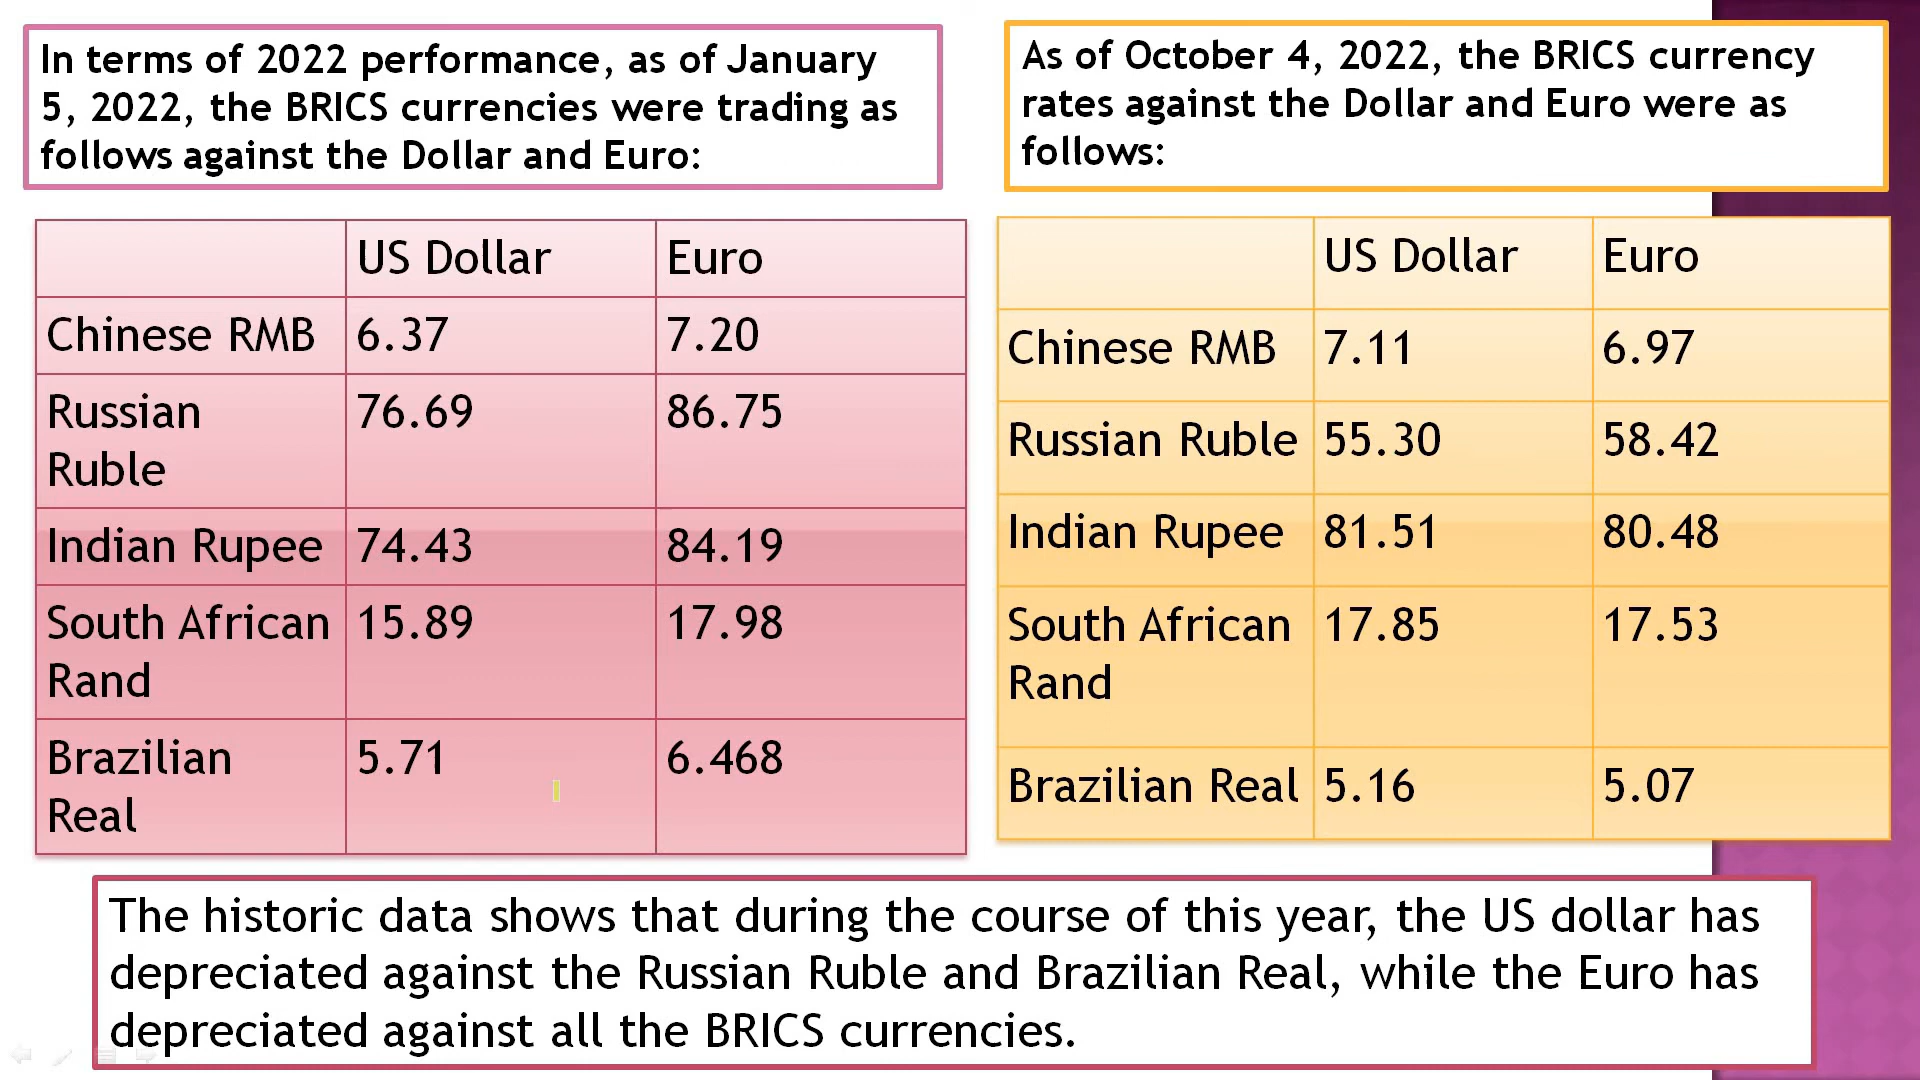 In terms of 2022 performance, as of January
5, 2022, the BRICS currencies were trading as
follows against the Dollar and Euro:
US Dollar Euro
Chinese RMB 6.37 7.20
Russian 76.69 86.75
Ruble
Indian Rupee 74.43 84.19
South African 15.89 17.98
Rand
Brazilian 5.71 6.468
Real
As of October 4, 2022, the BRICS currency
rates against the Dollar and Euro were as
follows:
US Dollar Euro
Chinese RMB 7.11 6.97
Russian Ruble 55.30 58.42
Indian Rupee 81.51 80.48
South African 17.85 17.53
Rand
Brazilian Real 5.16 5.07
The historic data shows that during the course of this year, the US dollar has
depreciated against the Russian Ruble and Brazilian Real, while the Euro has
depreciated against all the BRICS currencies.